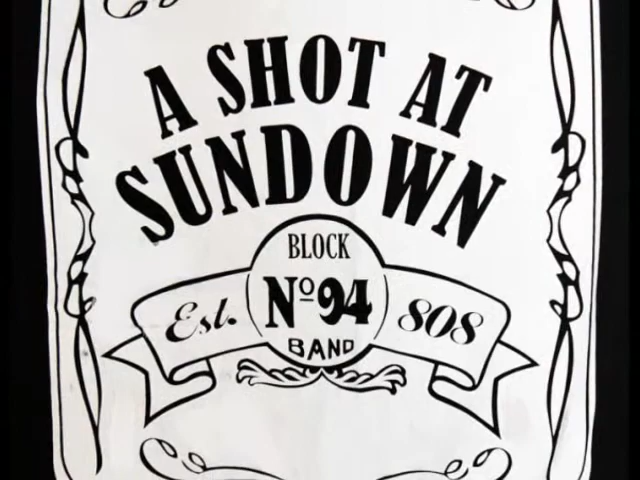 A SHOT AT
SUNDOWN
BLOCK
Est. Nº94 808
BAND